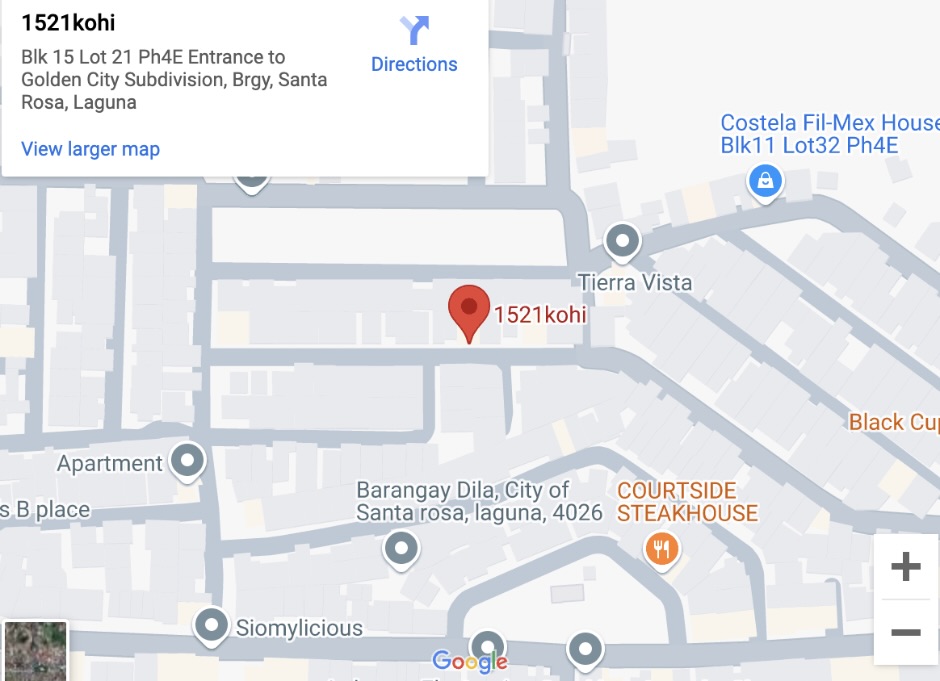 1521kohi
Blk 15 Lot 21 Ph4E Entrance to
Golden City Subdivision, Brgy, Santa
Rosa, Laguna
Directions
View larger map
Costela Fil-Mex House
Blk11 Lot32 Ph4E
Tierra Vista
1521kohi
Black Cup
Apartment
s B place
Barangay Dila, City of
Santa rosa, laguna, 4026
COURTSIDE
STEAKHOUSE
Siomylicious
Google